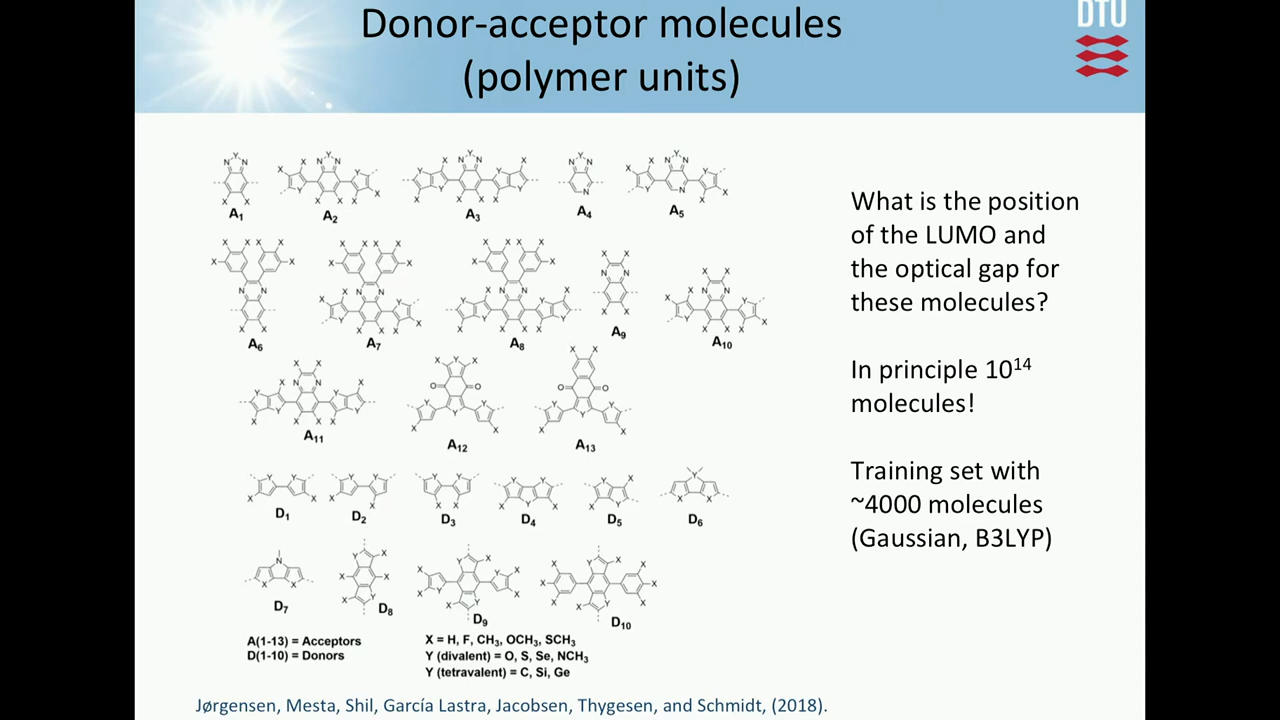 Donor-acceptor molecules
(polymer units)
DTU
A1 A2 A3 A4 A5
A6 A7 A8 A9 A10
A11 A12 A13
D1 D2 D3 D4 D5 D6
D7 D8 D9 D10
A(1-13) = Acceptors
D(1-10) = Donors
X = H, F, CH3, OCH3, SCH3
Y (divalent) = O, S, Se, NCH3
Y (tetravalent) = C, Si, Ge
What is the position
of the LUMO and
the optical gap for
these molecules?
In principle 10^14
molecules!
Training set with
~4000 molecules
(Gaussian, B3LYP)
Jørgensen, Mesta, Shil, García Lastra, Jacobsen, Thygesen, and Schmidt, (2018).